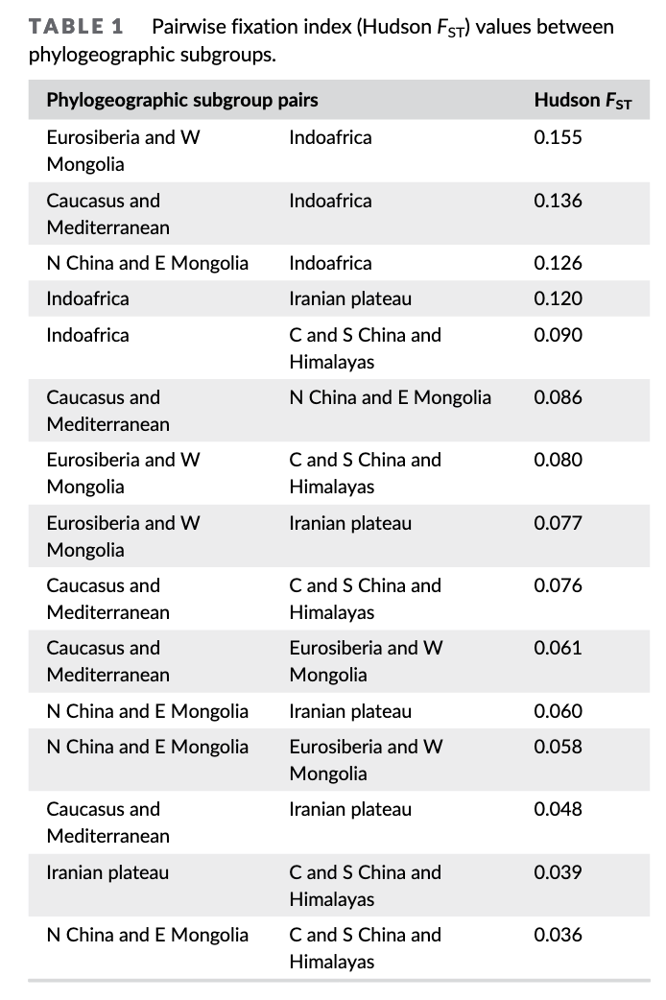 TABLE 1 Pairwise fixation index (Hudson FST) values between
phylogeographic subgroups.
Phylogeographic subgroup pairs Hudson FST
Eurosiberia and W Indoafrica 0.155
Mongolia
Caucasus and Indoafrica 0.136
Mediterranean
N China and E Mongolia Indoafrica 0.126
Indoafrica Iranian plateau 0.120
Indoafrica C and S China and 0.090
Himalayas
Caucasus and N China and E Mongolia 0.086
Mediterranean
Eurosiberia and W C and S China and 0.080
Mongolia Himalayas
Eurosiberia and W Iranian plateau 0.077
Mongolia
Caucasus and C and S China and 0.076
Mediterranean Himalayas
Caucasus and Eurosiberia and W 0.061
Mediterranean Mongolia
N China and E Mongolia Iranian plateau 0.060
N China and E Mongolia Eurosiberia and W 0.058
Mongolia
Caucasus and Iranian plateau 0.048
Mediterranean
Iranian plateau C and S China and 0.039
Himalayas
N China and E Mongolia C and S China and 0.036
Himalayas